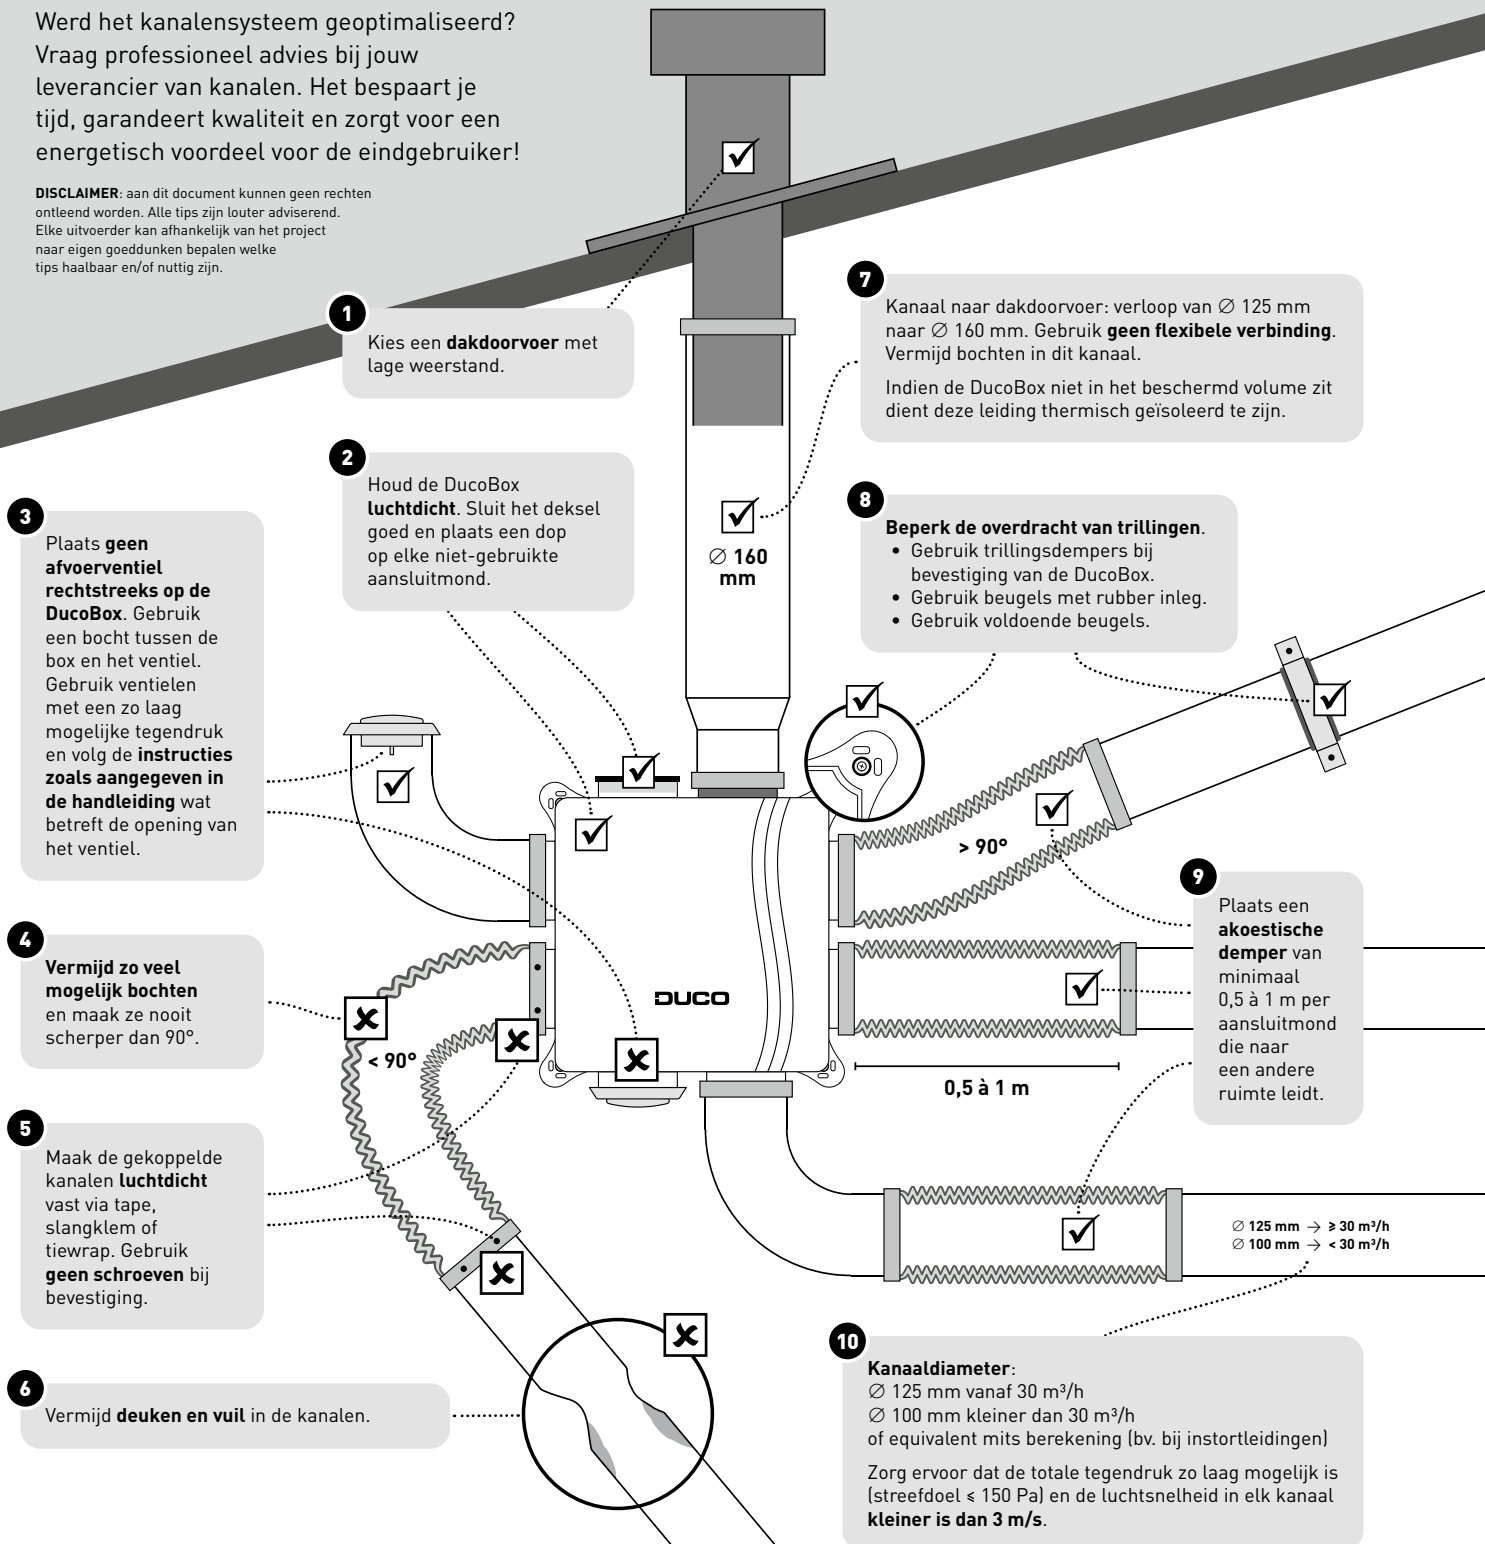 Werd het kanalensysteem geoptimaliseerd?
Vraag professioneel advies bij jouw
leverancier van kanalen. Het bespaart je
tijd, garandeert kwaliteit en zorgt voor een
energetisch voordeel voor de eindgebruiker!
DISCLAIMER: aan dit document kunnen geen rechten
ontleend worden. Alle tips zijn louter adviserend.
Elke uitvoerder kan afhankelijk van het project
naar eigen goeddunken bepalen welke
tips haalbaar en/of nuttig zijn.
1
Kies een dakdoorvoer met
lage weerstand.
2
Houd de DucoBox
luchtdicht. Sluit het deksel
goed en plaats een dop
op elke niet-gebruikte
aansluitmond.
3
Plaats geen
afvoerventiel
rechtstreeks op de
DucoBox. Gebruik
een bocht tussen de
box en het ventiel.
Gebruik ventielen
met een zo laag
mogelijke tegendruk
en volg de instructies
zoals aangegeven in
de handleiding wat
betreft de opening van
het ventiel.
4
Vermijd zo veel
mogelijk bochten
en maak ze nooit
scherper dan 90°.
< 90°
5
Maak de gekoppelde
kanalen luchtdicht
vast via tape,
slangklem of
tiewrap. Gebruik
geen schroeven bij
bevestiging.
6
Vermijd deuken en vuil in de kanalen.
7
Kanaal naar dakdoorvoer: verloop van ∅ 125 mm
naar ∅ 160 mm. Gebruik geen flexibele verbinding.
Vermijd bochten in dit kanaal.
Indien de DucoBox niet in het beschermd volume zit
dient deze leiding thermisch geïsoleerd te zijn.
∅ 160
mm
8
Beperk de overdracht van trillingen.
• Gebruik trillingsdempers bij
bevestiging van de DucoBox.
• Gebruik beugels met rubber inleg.
• Gebruik voldoende beugels.
> 90°
DUCO
9
Plaats een
akoestische
demper van
minimaal
0,5 à 1 m per
aansluitmond
die naar
een andere
ruimte leidt.
0,5 à 1 m
∅ 125 mm → ≥ 30 m³/h
∅ 100 mm → < 30 m³/h
10
Kanaaldiameter:
∅ 125 mm vanaf 30 m³/h
∅ 100 mm kleiner dan 30 m³/h
of equivalent mits berekening (bv. bij instortleidingen)
Zorg ervoor dat de totale tegendruk zo laag mogelijk is
(streefdoel ≤ 150 Pa) en de luchtsnelheid in elk kanaal
kleiner is dan 3 m/s.